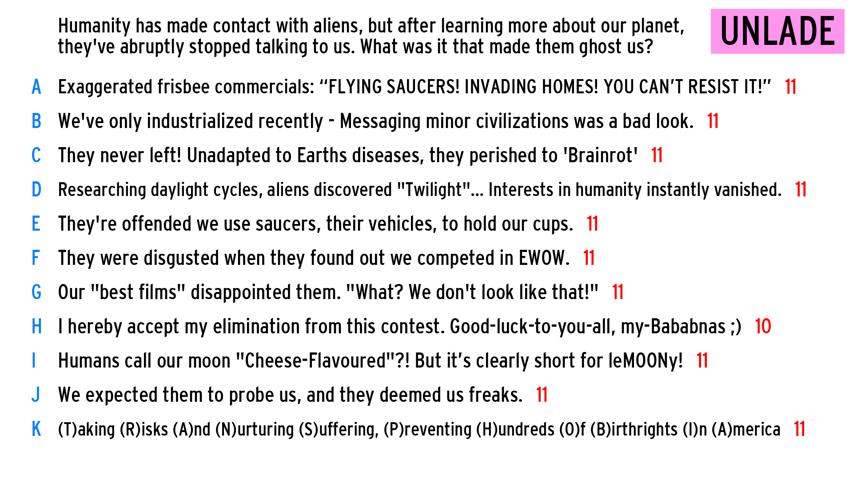 Humanity has made contact with aliens, but after learning more about our planet,
they've abruptly stopped talking to us. What was it that made them ghost us?
UNLADE
A Exaggerated frisbee commercials: “FLYING SAUCERS! INVADING HOMES! YOU CAN’T RESIST IT!” 11
B We've only industrialized recently - Messaging minor civilizations was a bad look. 11
C They never left! Unadapted to Earths diseases, they perished to 'Brainrot' 11
D Researching daylight cycles, aliens discovered "Twilight"... Interests in humanity instantly vanished. 11
E They're offended we use saucers, their vehicles, to hold our cups. 11
F They were disgusted when they found out we competed in EWOW. 11
G Our "best films" disappointed them. "What? We don't look like that!" 11
H I hereby accept my elimination from this contest. Good-luck-to-you-all, my-Bababnas ;) 10
I Humans call our moon "Cheese-Flavoured"?! But it’s clearly short for leMOONy! 11
J We expected them to probe us, and they deemed us freaks. 11
K (T)aking (R)isks (A)nd (N)urturing (S)uffering, (P)reventing (H)undreds (O)f (B)irthrights (I)n (A)merica 11